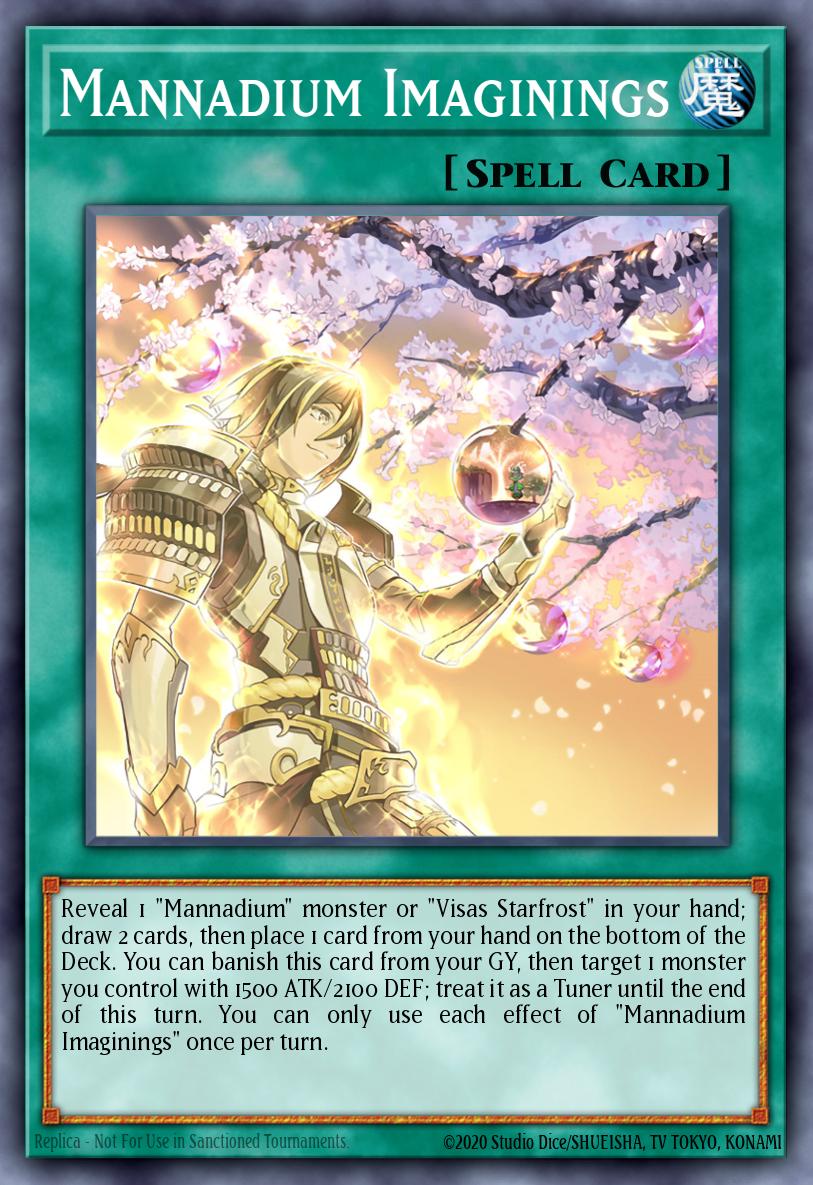 Mannadium Imaginings
SPELL
魔
[Spell Card]
Reveal 1 "Mannadium" monster or "Visas Starfrost" in your hand;
draw 2 cards, then place 1 card from your hand on the bottom of the
Deck. You can banish this card from your GY, then target 1 monster
you control with 1500 ATK/2100 DEF; treat it as a Tuner until the end
of this turn. You can only use each effect of "Mannadium
Imaginings" once per turn.
Replica - Not For Use in Sanctioned Tournaments.
©2020 Studio Dice/SHUEISHA, TV TOKYO, KONAMI